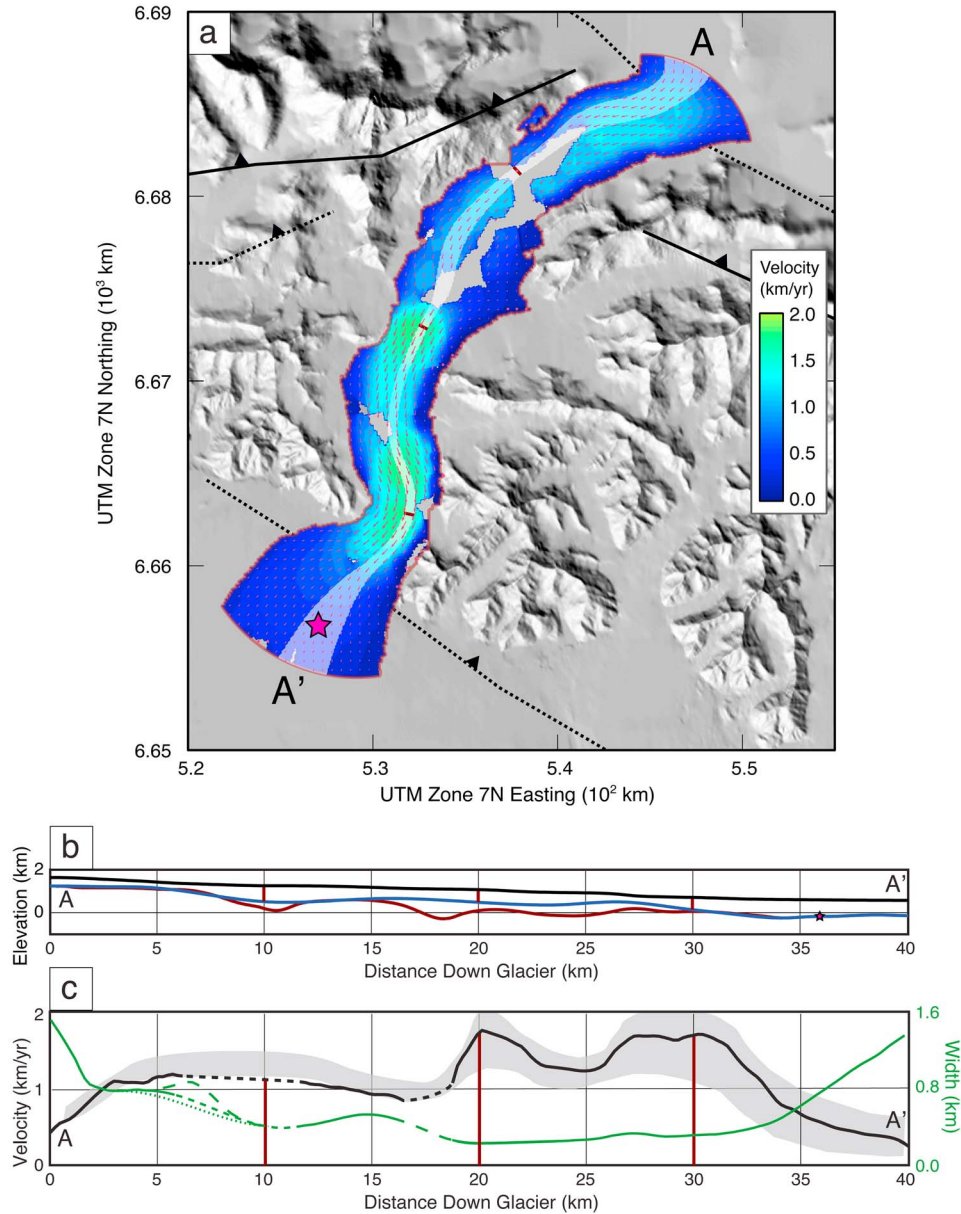 a
A
6.69
6.68
6.67
6.66
6.65
UTM Zone 7N Northing (10³ km)
Velocity
(km/yr)
2.0
1.5
1.0
0.5
0.0
A'
5.2
5.3
5.4
5.5
UTM Zone 7N Easting (10² km)
b
Elevation (km)
2
0
A
A'
0
5
10
15
20
25
30
35
40
Distance Down Glacier (km)
c
Velocity (km/yr)
2
1
0
A
A'
1.6
0.8
0.0
Width (km)
0
5
10
15
20
25
30
35
40
Distance Down Glacier (km)